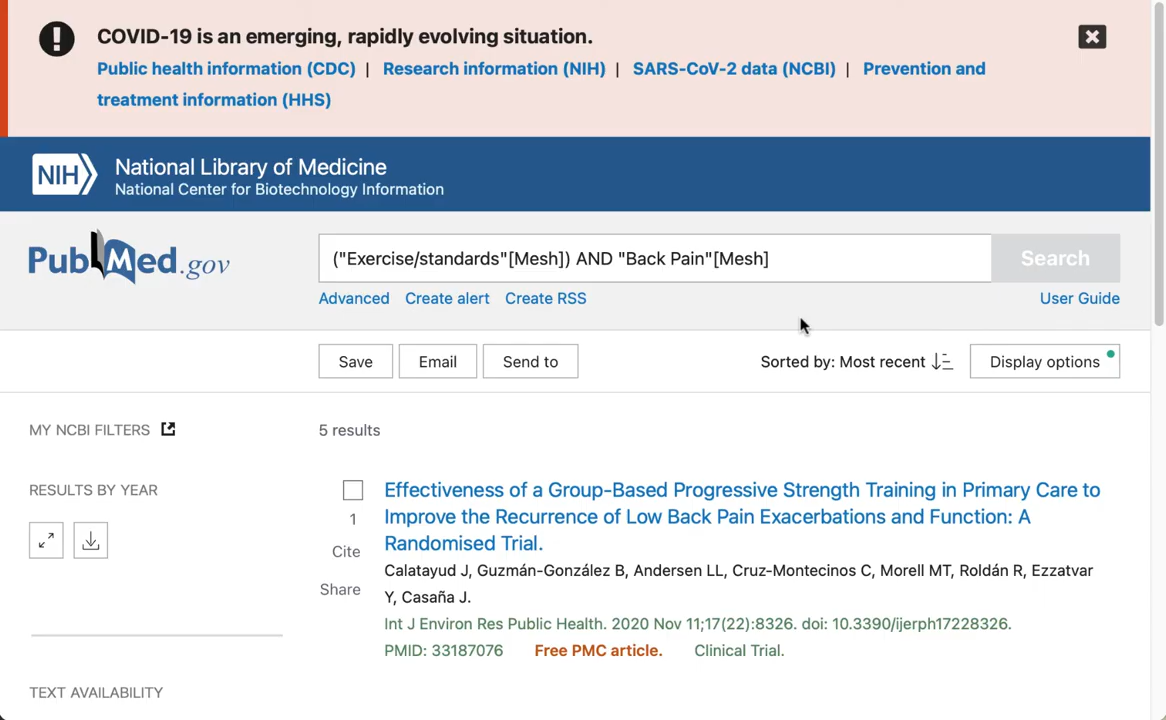 COVID-19 is an emerging, rapidly evolving situation.
Public health information (CDC) | Research information (NIH) | SARS-CoV-2 data (NCBI) | Prevention and
treatment information (HHS)
NIH
National Library of Medicine
National Center for Biotechnology Information
PubMed.gov
("Exercise/standards"[Mesh]) AND "Back Pain"[Mesh]
Search
Advanced Create alert Create RSS
User Guide
Save Email Send to
Sorted by: Most recent
Display options
MY NCBI FILTERS
5 results
RESULTS BY YEAR
1
Cite
Share
Effectiveness of a Group-Based Progressive Strength Training in Primary Care to
Improve the Recurrence of Low Back Pain Exacerbations and Function: A
Randomised Trial.
Calatayud J, Guzmán-González B, Andersen LL, Cruz-Montecinos C, Morell MT, Roldán R, Ezzatvar
Y, Casaña J.
Int J Environ Res Public Health. 2020 Nov 11;17(22):8326. doi: 10.3390/ijerph17228326.
PMID: 33187076 Free PMC article. Clinical Trial.
TEXT AVAILABILITY